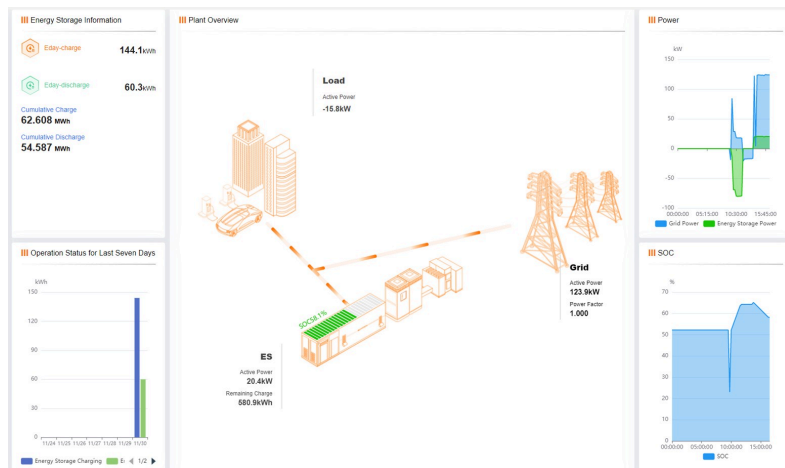 Energy Storage Information
Eday-charge 144.1kWh
Eday-discharge 60.3kWh
Cumulative Charge
62.608 MWh
Cumulative Discharge
54.587 MWh
Plant Overview
Load
Active Power
-15.8kW
Grid
Active Power
123.9kW
Power Factor
1.000
SOC58.1%
ES
Active Power
20.4kW
Remaining Charge
580.9kWh
Power
kW
150
100
50
0
-50
-100
00:00:00 05:15:00 10:30:00 15:45:00
Grid Power Energy Storage Power
Operation Status for Last Seven Days
kWh
150
120
90
60
30
0
11/24 11/25 11/26 11/27 11/28 11/29 11/30
Energy Storage Charging 1/2
SOC
%
70
60
50
40
30
20
10
0
00:00:00 05:00:00 10:00:00 15:00:00
SOC